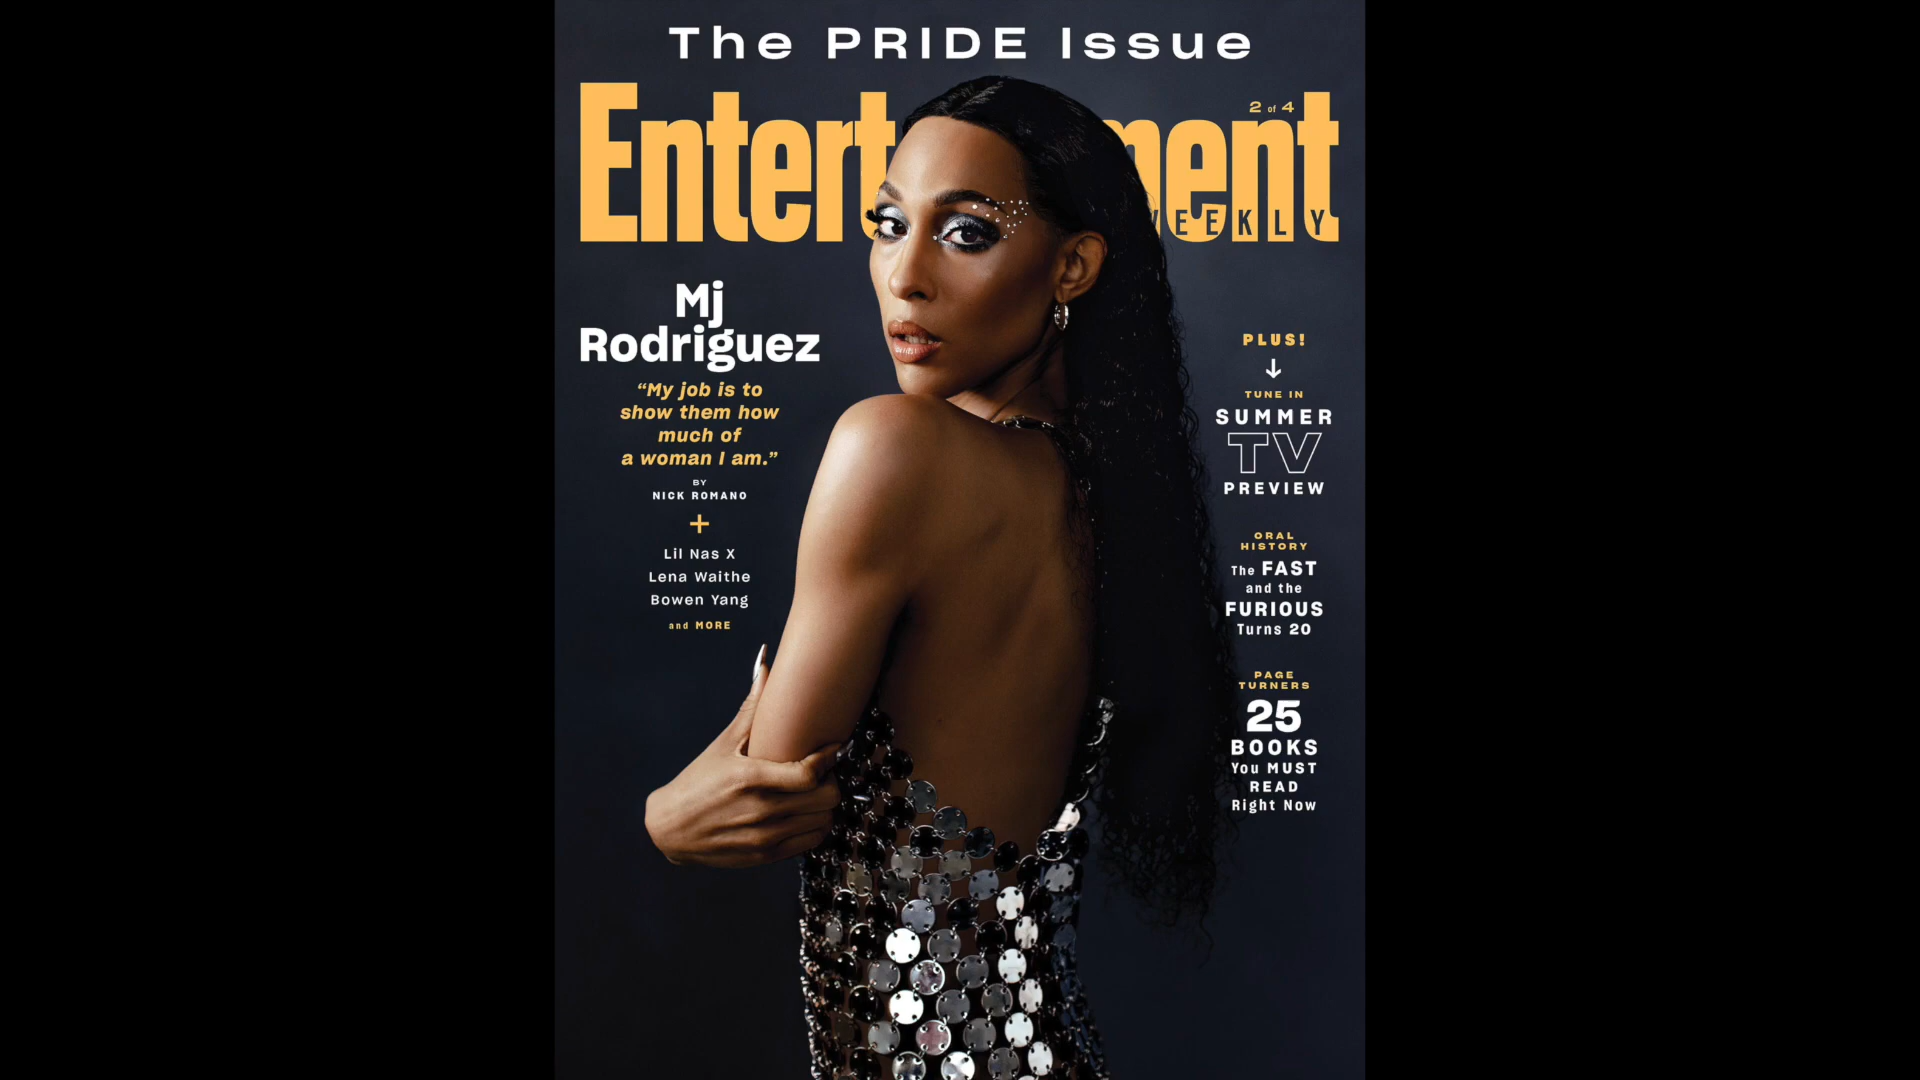 The PRIDE Issue
2 of 4
Entert ment
WEEKLY
Mj
Rodriguez
“My job is to
show them how
much of
a woman I am.”
BY
NICK ROMANO
+
Lil Nas X
Lena Waithe
Bowen Yang
and MORE
PLUS!
TUNE IN
SUMMER
TV
PREVIEW
ORAL
HISTORY
The FAST
and the
FURIOUS
Turns 20
PAGE
TURNERS
25
BOOKS
You MUST
READ
Right Now